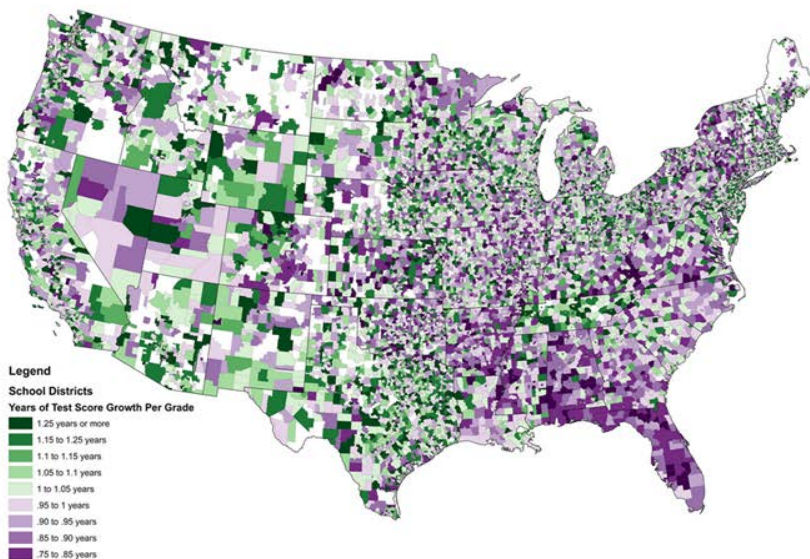 Legend
School Districts
Years of Test Score Growth Per Grade
1.25 years or more
1.15 to 1.25 years
1.1 to 1.15 years
1.05 to 1.1 years
1 to 1.05 years
.95 to 1 years
.90 to .95 years
.85 to .90 years
.75 to .85 years